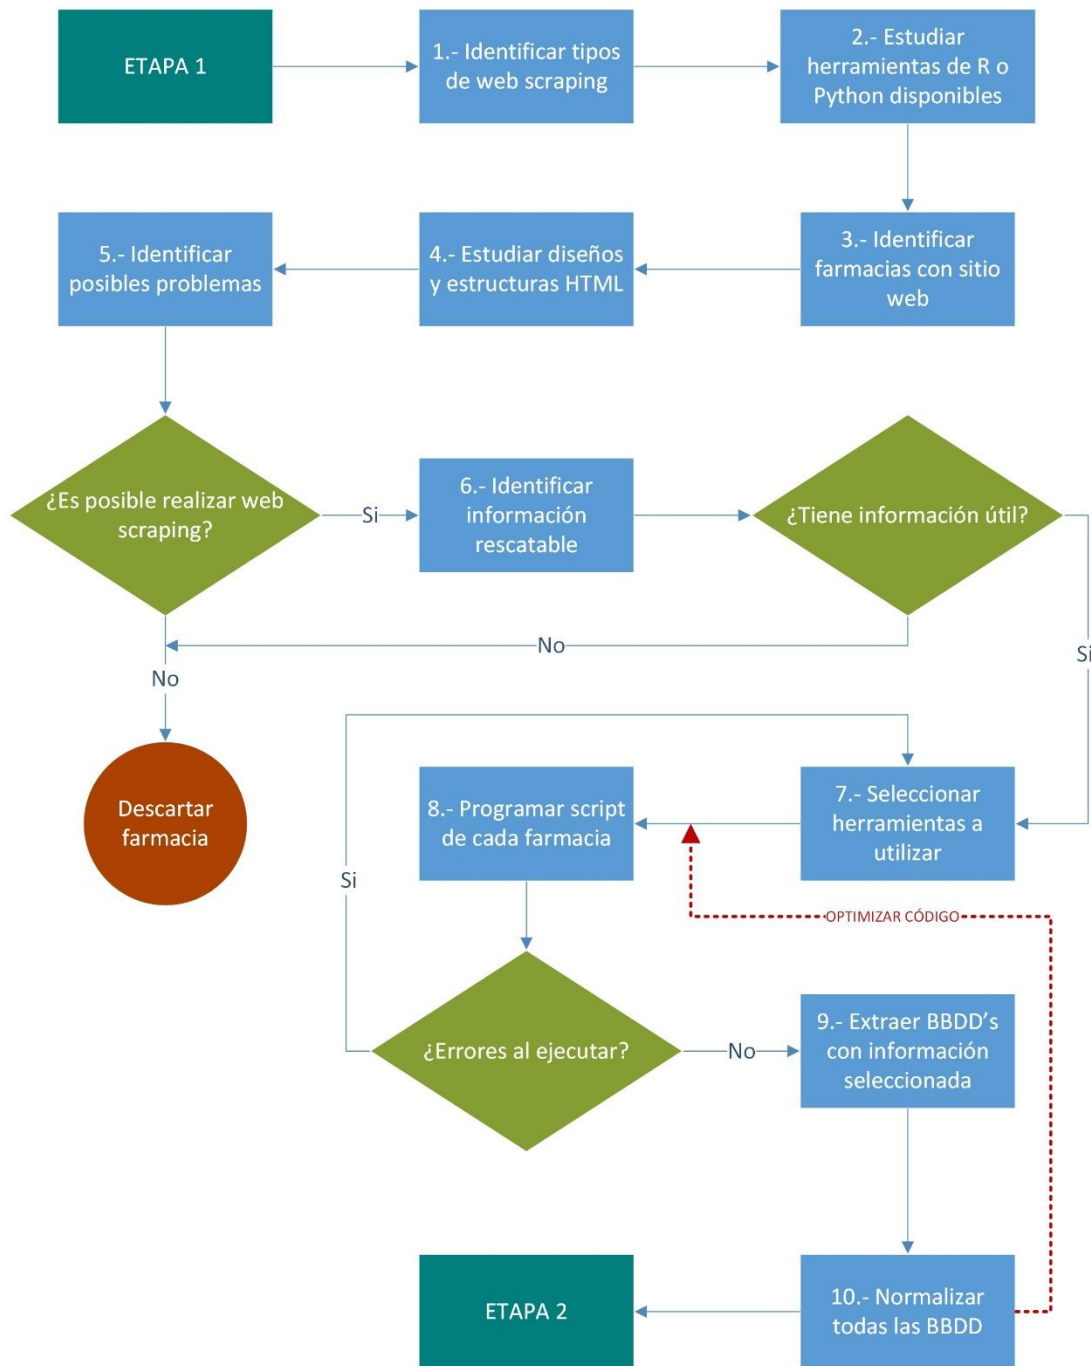 ETAPA 1
1.- Identificar tipos
de web scraping
2.- Estudiar
herramientas de R o
Python disponibles
5.- Identificar
posibles problemas
4.- Estudiar diseños
y estructuras HTML
3.- Identificar
farmacias con sitio
web
¿Es posible realizar web
scraping?
Si
6.- Identificar
información
rescatable
¿Tiene información útil?
No
Si
No
Descartar
farmacia
8.- Programar script
de cada farmacia
7.- Seleccionar
herramientas a
utilizar
Si
OPTIMIZAR CÓDIGO
¿Errores al ejecutar?
No
9.- Extraer BBDD's
con información
seleccionada
ETAPA 2
10.- Normalizar
todas las BBDD